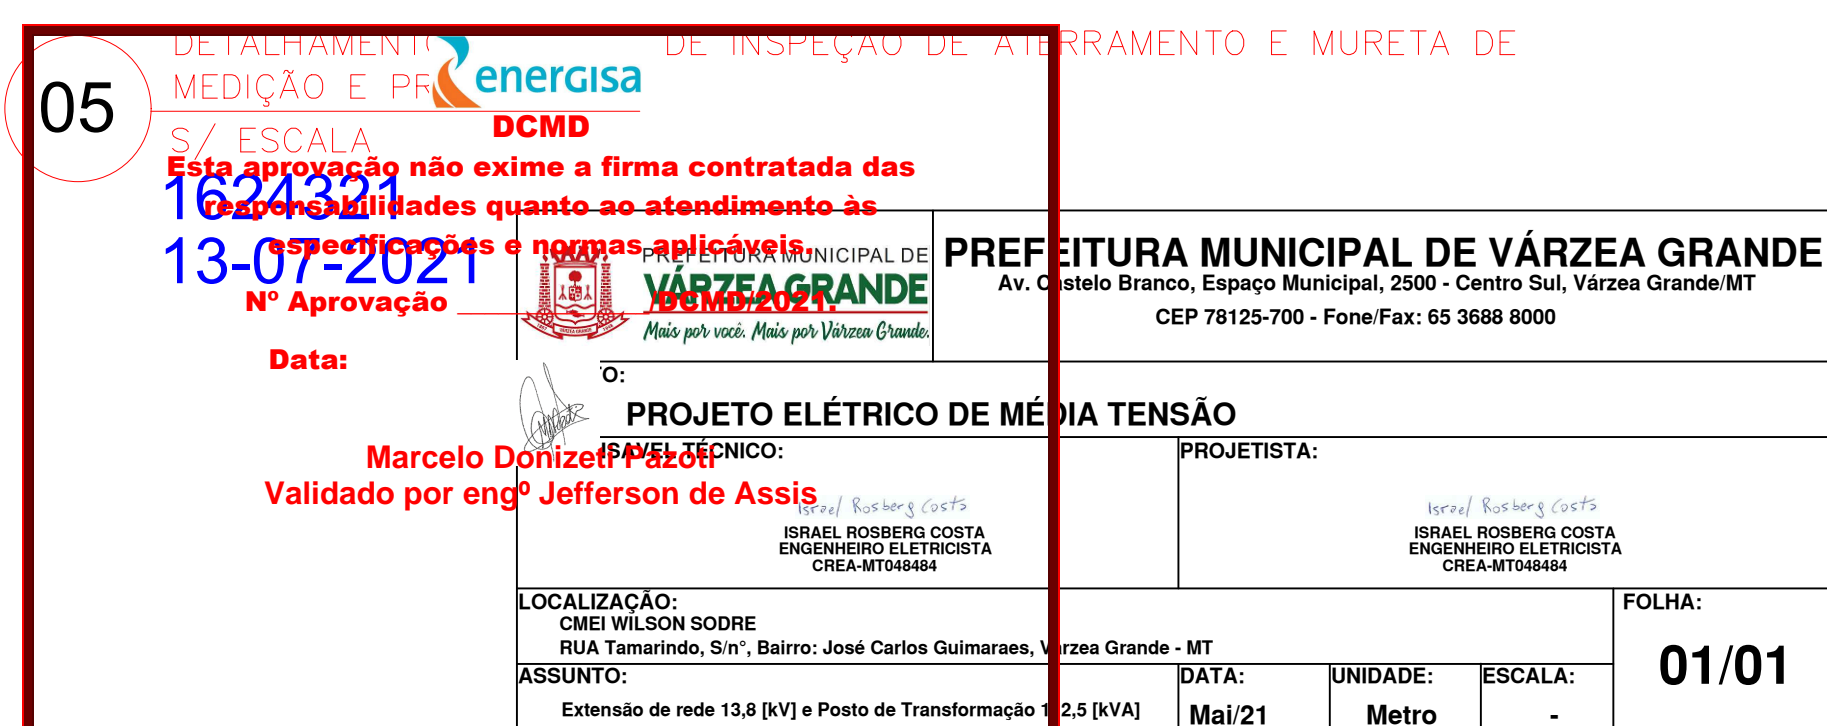 DETALHAMENTO DE INSPEÇÃO DE ATERRAMENTO E MURETA DE
MEDIÇÃO E PR
05
S/ ESCALA
energisa
DCMD
Esta aprovação não exime a firma contratada das
responsabilidades quanto ao atendimento às
especificações e normas aplicáveis.
1624321
13-07-2021
Nº Aprovação ____________/DCMD/2021.
Data:
Marcelo Donizeti Pazoti
Validado por engº Jefferson de Assis
PREFEITURA MUNICIPAL DE
VÁRZEA GRANDE
Mais por você. Mais por Várzea Grande.
PREFEITURA MUNICIPAL DE VÁRZEA GRANDE
Av. Castelo Branco, Espaço Municipal, 2500 - Centro Sul, Várzea Grande/MT
CEP 78125-700 - Fone/Fax: 65 3688 8000
O:
PROJETO ELÉTRICO DE MÉDIA TENSÃO
SAVEL TÉCNICO:
Israel Rosberg Costa
ISRAEL ROSBERG COSTA
ENGENHEIRO ELETRICISTA
CREA-MT048484
PROJETISTA:
Israel Rosberg Costa
ISRAEL ROSBERG COSTA
ENGENHEIRO ELETRICISTA
CREA-MT048484
LOCALIZAÇÃO:
CMEI WILSON SODRE
RUA Tamarindo, S/n°, Bairro: José Carlos Guimaraes, Varzea Grande - MT
FOLHA:
01/01
ASSUNTO:
Extensão de rede 13,8 [kV] e Posto de Transformação 112,5 [kVA]
DATA:
Mai/21
UNIDADE:
Metro
ESCALA:
-